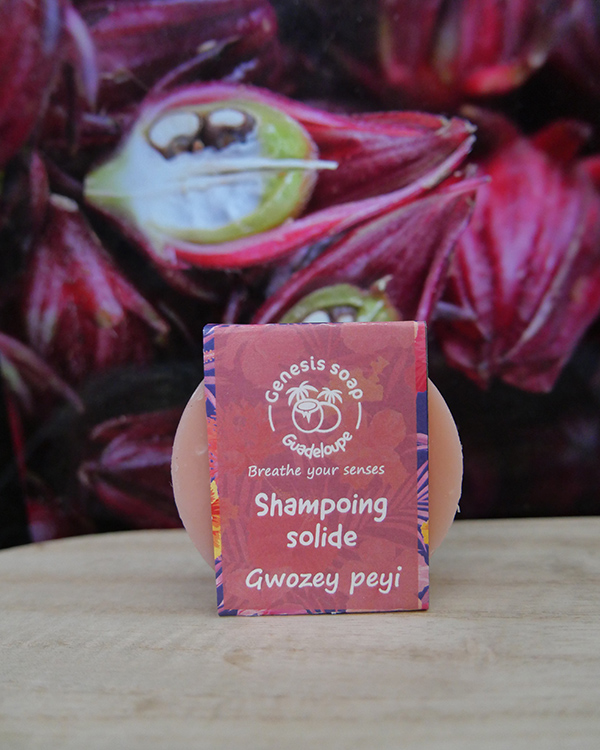 Genesis soap
Guadeloupe
Breathe your senses
Shampoing
solide
Gwozey peyi